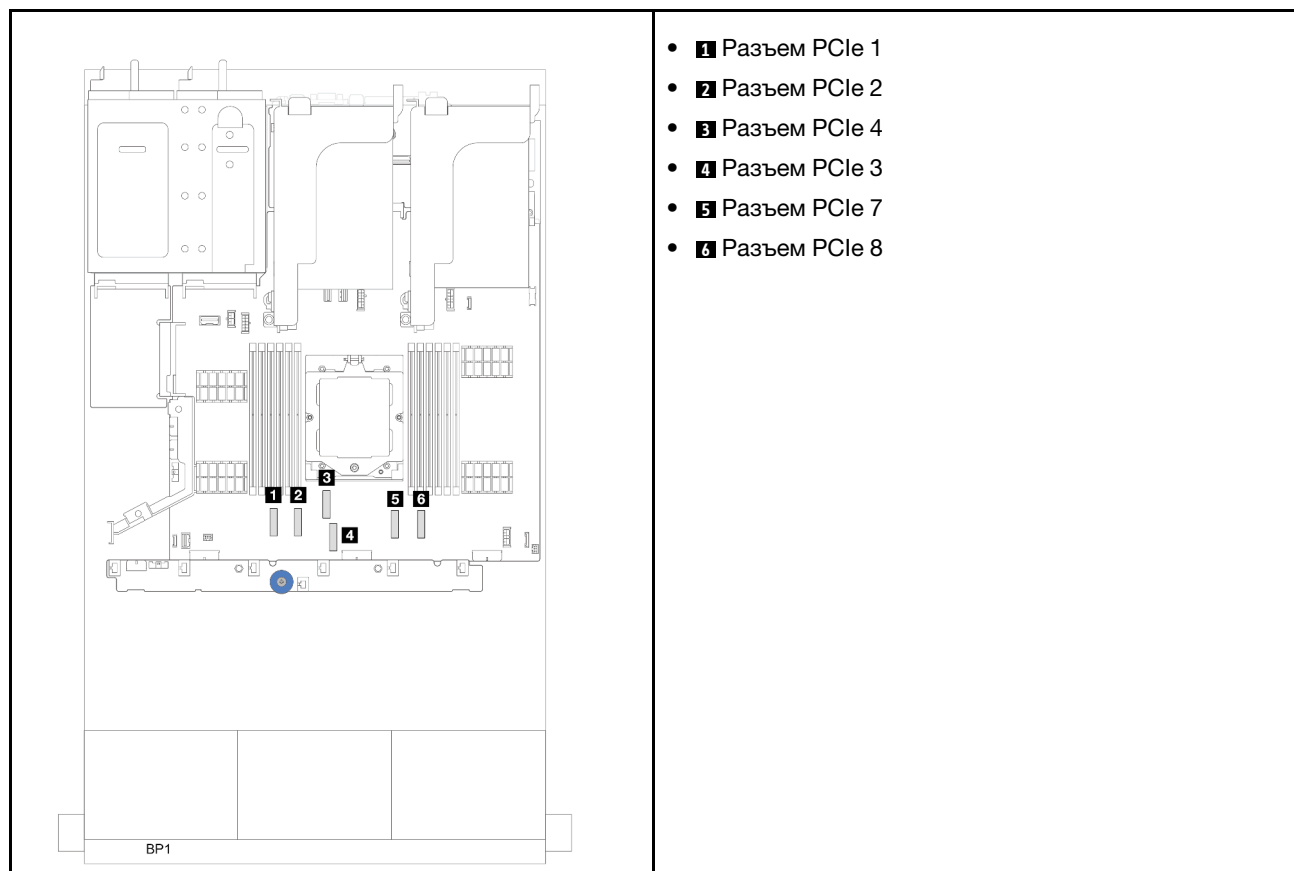 1
2
3
4
5
6
BP1
• 1 Разъем PCIe 1
• 2 Разъем PCIe 2
• 3 Разъем PCIe 4
• 4 Разъем PCIe 3
• 5 Разъем PCIe 7
• 6 Разъем PCIe 8